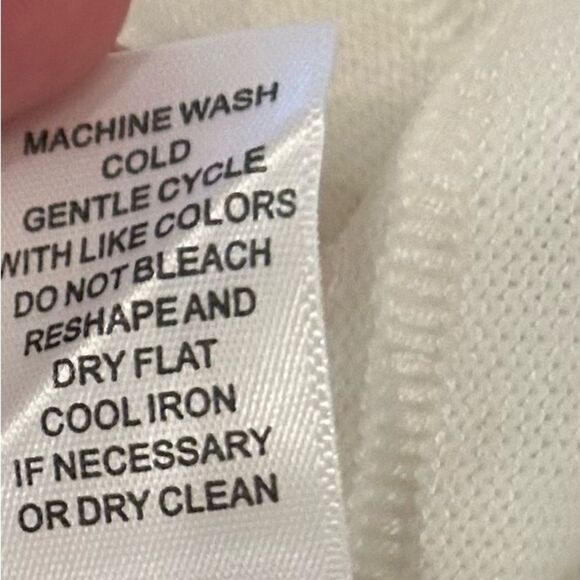 MACHINE WASH
COLD
GENTLE CYCLE
WITH LIKE COLORS
DO NOT BLEACH
RESHAPE AND
DRY FLAT
COOL IRON
IF NECESSARY
OR DRY CLEAN